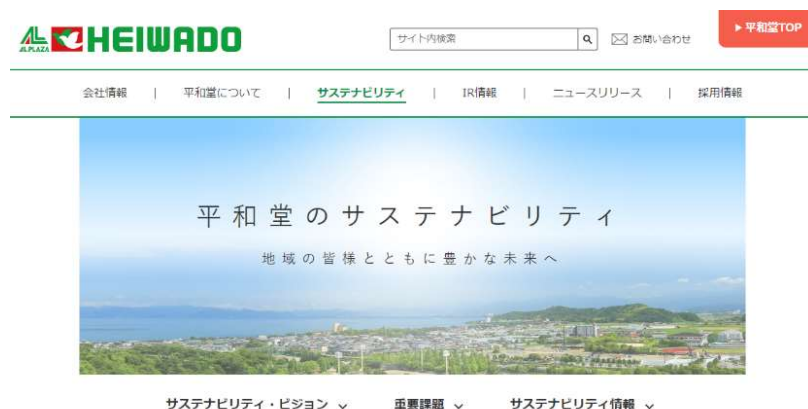 AL
AL PLAZA
HEIWADO
サイト内検索
お問い合わせ
平和堂TOP
会社情報 | 平和堂について | サステナビリティ | IR情報 | ニュースリリース | 採用情報
平和堂のサステナビリティ
地域の皆様とともに豊かな未来へ
サステナビリティ・ビジョン 重要課題 サステナビリティ情報